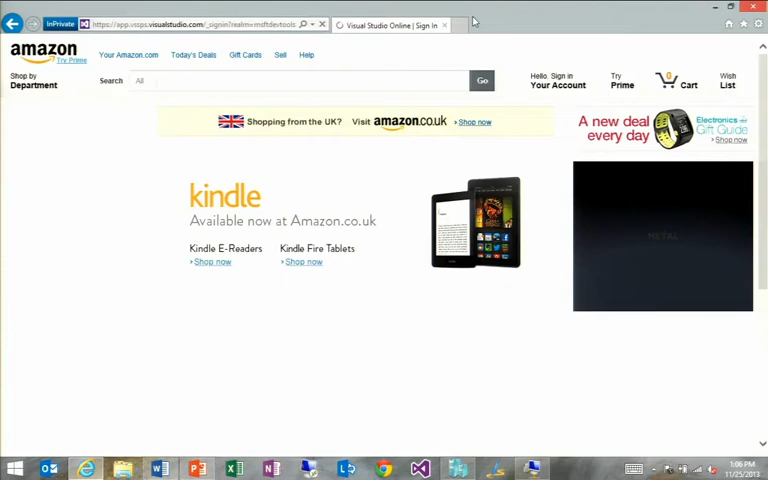 InPrivate
https://app.vssps.visualstudio.com/_signin?realm=msftdevtools
Visual Studio Online | Sign In
amazon
Try Prime
Your Amazon.com
Today's Deals
Gift Cards
Sell
Help
Shop by
Department
Search
All
Go
Hello. Sign in
Your Account
Try
Prime
0
Cart
Wish
List
Shopping from the UK? Visit amazon.co.uk
Shop now
A new deal
every day
Electronics
Gift Guide
Shop now
kindle
Available now at Amazon.co.uk
Kindle E-Readers
Kindle Fire Tablets
Shop now
Shop now
METAL
1:06 PM
11/25/2013